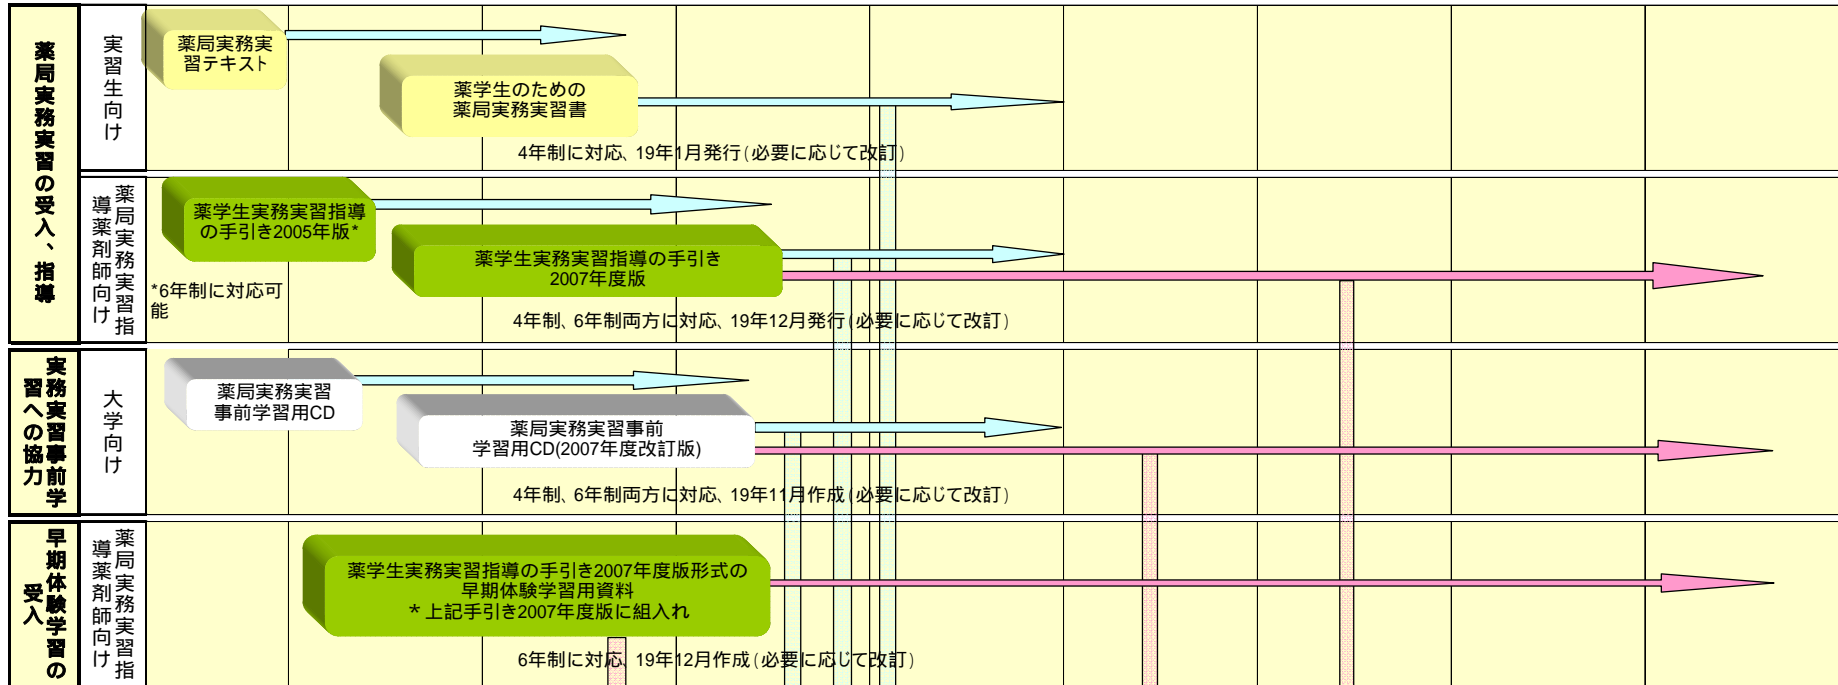 薬局実務実習の受入、指導
実習生向け
薬局実務実
習テキスト
薬学生のための
薬局実務実習書
4年制に対応、19年1月発行(必要に応じて改訂)
薬局実務実習指
導薬剤師向け
薬学生実務実習指導
の手引き2005年版*
*6年制に対応可
能
薬学生実務実習指導の手引き
2007年度版
4年制、6年制両方に対応、19年12月発行(必要に応じて改訂)
実務実習事前学
習への協力
大学向け
薬局実務実習
事前学習用CD
薬局実務実習事前
学習用CD(2007年度改訂版)
4年制、6年制両方に対応、19年11月作成(必要に応じて改訂)
早期体験学習の
受入
薬局実務実習指
導薬剤師向け
薬学生実務実習指導の手引き2007年度版形式の
早期体験学習用資料
*上記手引き2007年度版に組入れ
6年制に対応、19年12月作成(必要に応じて改訂)